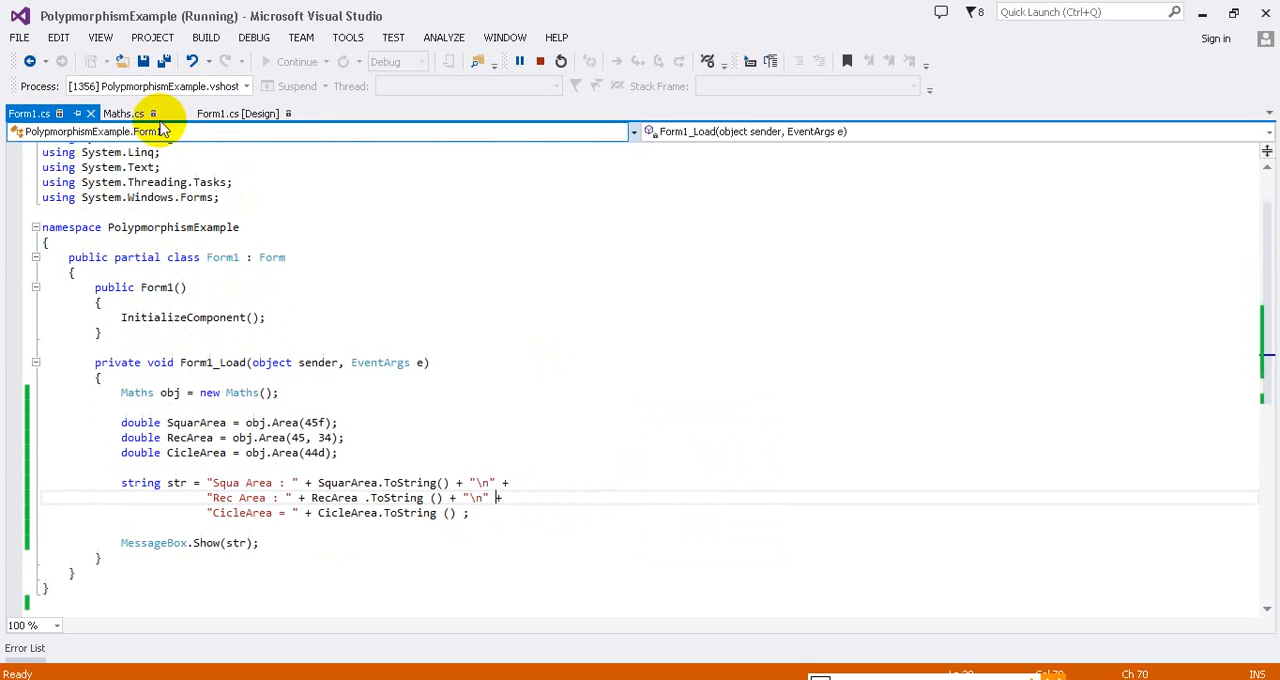 PolypmorphismExample (Running) - Microsoft Visual Studio
8
Quick Launch (Ctrl+Q)
FILE EDIT VIEW PROJECT BUILD DEBUG TEAM TOOLS TEST ANALYZE WINDOW HELP
Sign in
Continue Debug
Process: [1356] PolypmorphismExample.vshost Suspend Thread: Stack Frame:
Form1.cs Maths.cs Form1.cs [Design]
PolypmorphismExample.Form1 Form1_Load(object sender, EventArgs e)
using System.Linq;
using System.Text;
using System.Threading.Tasks;
using System.Windows.Forms;
namespace PolypmorphismExample
{
public partial class Form1 : Form
{
public Form1()
{
InitializeComponent();
}
private void Form1_Load(object sender, EventArgs e)
{
Maths obj = new Maths();
double SquarArea = obj.Area(45f);
double RecArea = obj.Area(45, 34);
double CicleArea = obj.Area(44d);
string str = "Squa Area : " + SquarArea.ToString() + "\n" +
"Rec Area : " + RecArea .ToString () + "\n" +
"CicleArea = " + CicleArea.ToString () ;
MessageBox.Show(str);
}
}
}
100 %
Error List
Ready Ch 70 INS